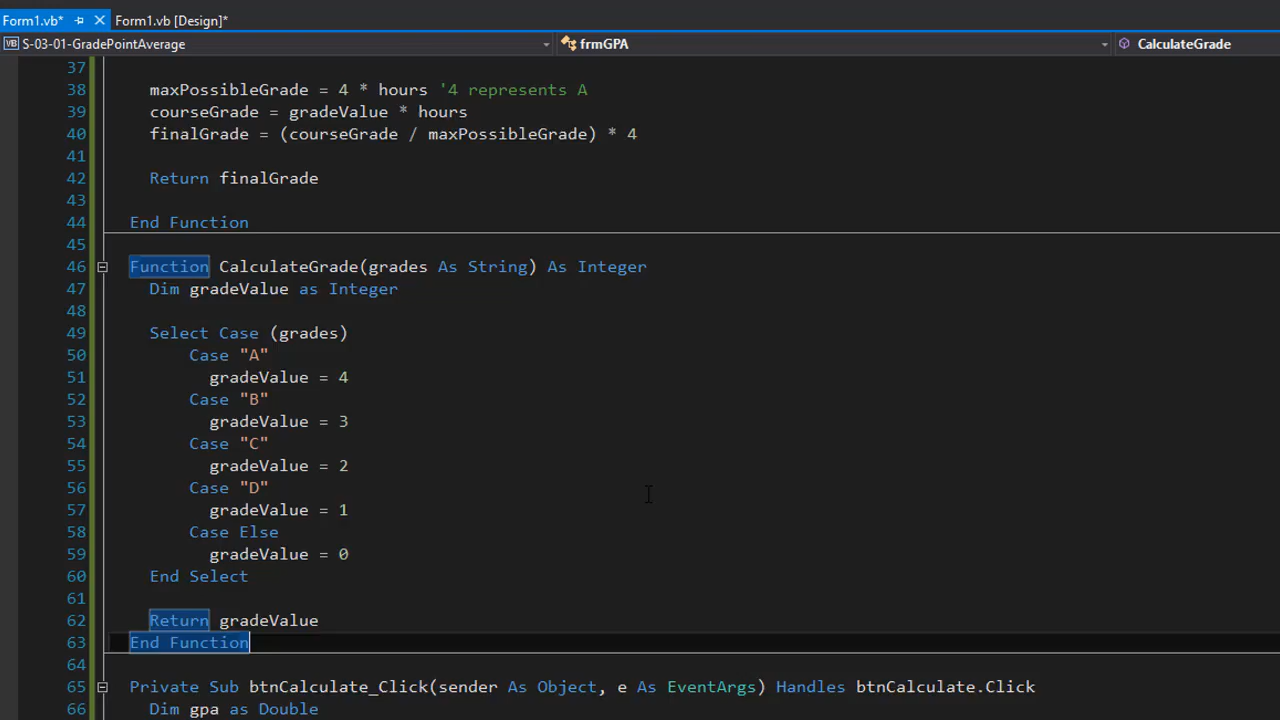 Form1.vb* Form1.vb [Design]*
VB S-03-01-GradePointAverage frmGPA CalculateGrade
37
38 maxPossibleGrade = 4 * hours '4 represents A
39 courseGrade = gradeValue * hours
40 finalGrade = (courseGrade / maxPossibleGrade) * 4
41
42 Return finalGrade
43
44 End Function
45
46 Function CalculateGrade(grades As String) As Integer
47 Dim gradeValue as Integer
48
49 Select Case (grades)
50 Case "A"
51 gradeValue = 4
52 Case "B"
53 gradeValue = 3
54 Case "C"
55 gradeValue = 2
56 Case "D"
57 gradeValue = 1
58 Case Else
59 gradeValue = 0
60 End Select
61
62 Return gradeValue
63 End Function
64
65 Private Sub btnCalculate_Click(sender As Object, e As EventArgs) Handles btnCalculate.Click
66 Dim gpa as Double